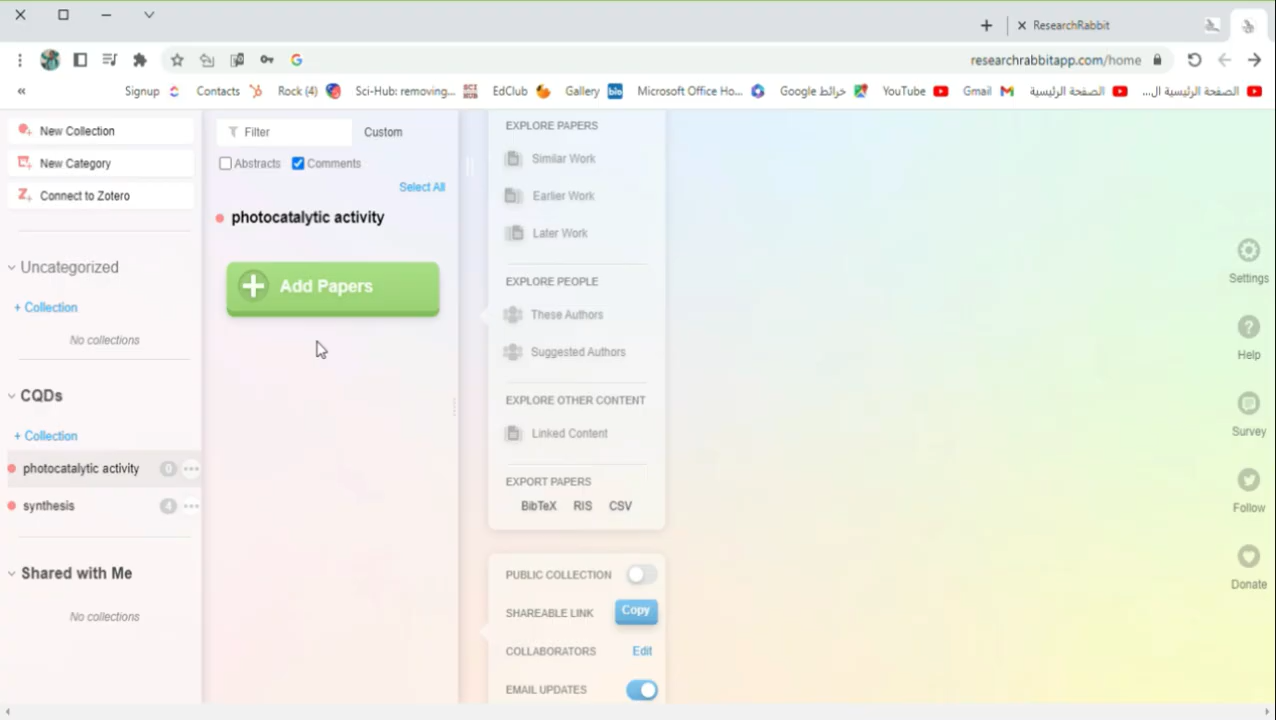 ResearchRabbit
researchrabbitapp.com/home
Signup
Contacts
Rock (4)
Sci-Hub: removing...
EdClub
Gallery
Microsoft Office Ho...
خرائط Google
YouTube
Gmail
الصفحة الرئيسية
الصفحة الرئيسية ال...
New Collection
New Category
Connect to Zotero
Uncategorized
+ Collection
No collections
CQDs
+ Collection
photocatalytic activity 0
synthesis 4
Shared with Me
No collections
Filter
Custom
Abstracts
Comments
Select All
photocatalytic activity
Add Papers
EXPLORE PAPERS
Similar Work
Earlier Work
Later Work
EXPLORE PEOPLE
These Authors
Suggested Authors
EXPLORE OTHER CONTENT
Linked Content
EXPORT PAPERS
BibTeX RIS CSV
PUBLIC COLLECTION
SHAREABLE LINK Copy
COLLABORATORS Edit
EMAIL UPDATES
Settings
Help
Survey
Follow
Donate